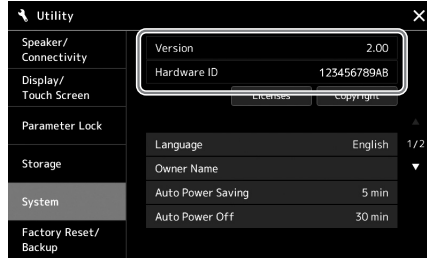 Utility
Speaker/
Connectivity
Display/
Touch Screen
Parameter Lock
Storage
System
Factory Reset/
Backup
Version 2.00
Hardware ID 123456789AB
Licenses Copyright
Language English
Owner Name
Auto Power Saving 5 min
Auto Power Off 30 min
1/2